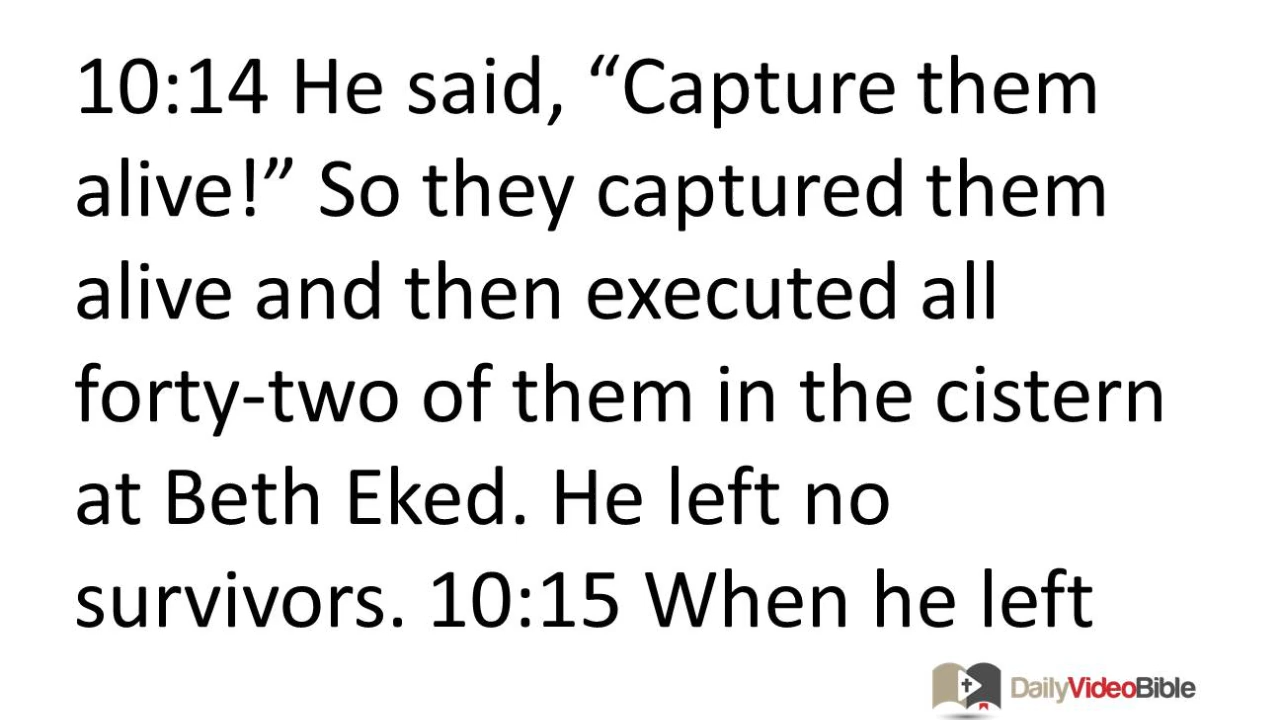 10:14 He said, “Capture them
alive!” So they captured them
alive and then executed all
forty-two of them in the cistern
at Beth Eked. He left no
survivors. 10:15 When he left
DailyVideoBible